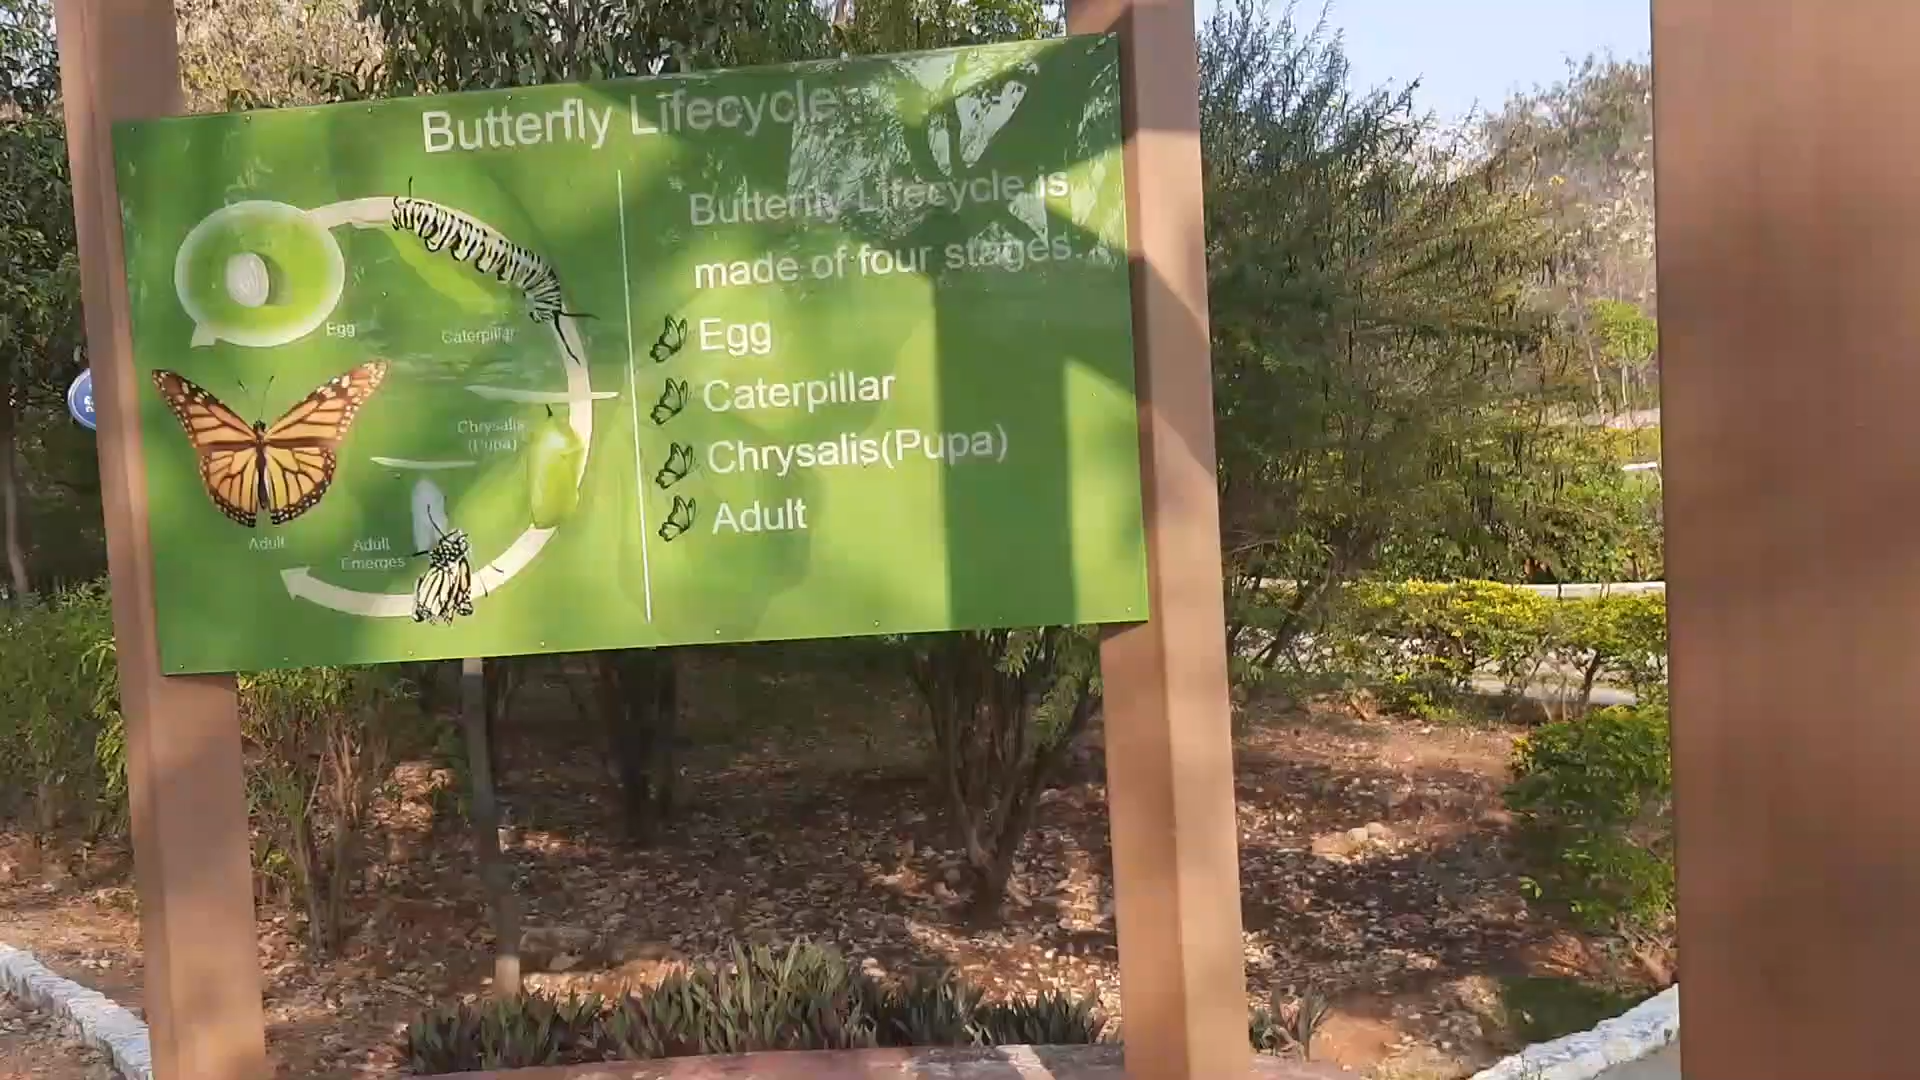 Butterfly Lifecycle
Egg
Caterpillar
Chrysalis
(Pupa)
Adult
Emerges
Adult
Butterfly Lifecycle is
made of four stages
Egg
Caterpillar
Chrysalis(Pupa)
Adult